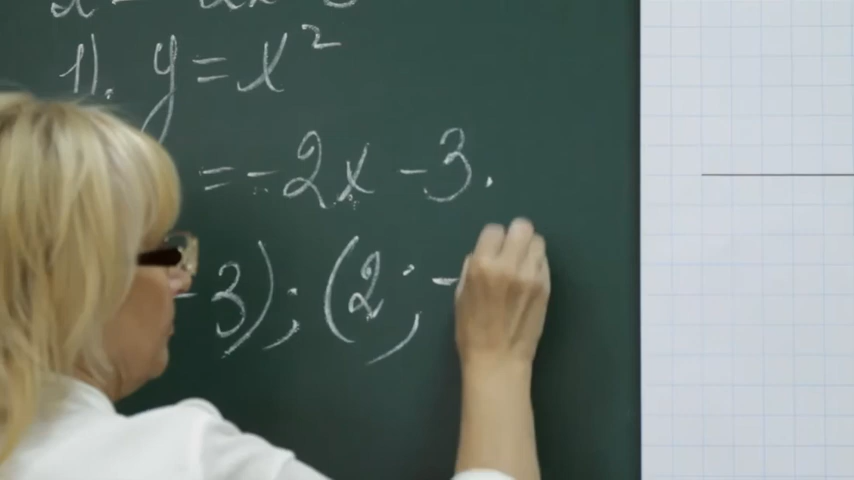 1). y = x²
= -2x - 3.
- 3); (2; -